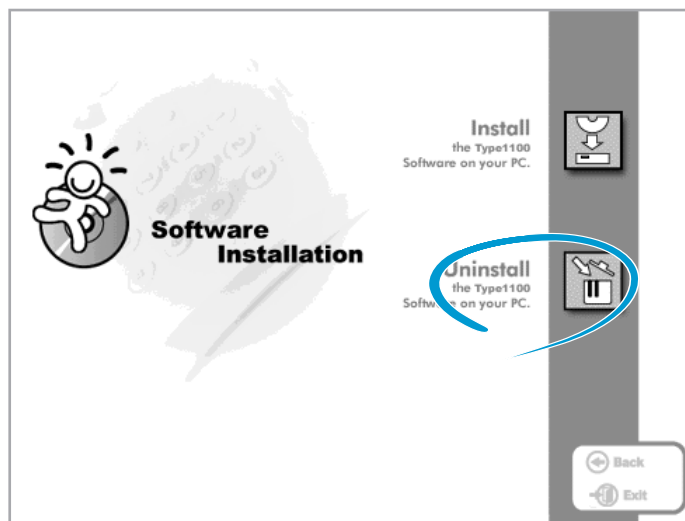 Install
the Type1100
Software on your PC.
Software
Installation
Uninstall
the Type1100
Software on your PC.
Back
Exit